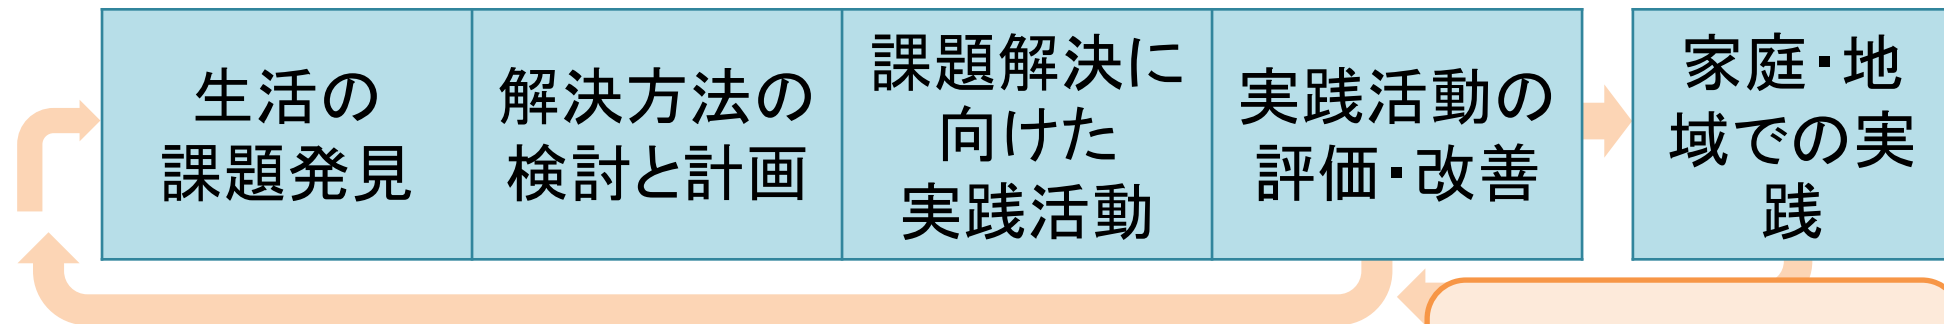 生活の
課題発見
解決方法の
検討と計画
課題解決に
向けた
実践活動
実践活動の
評価・改善
家庭・地
域での実
践